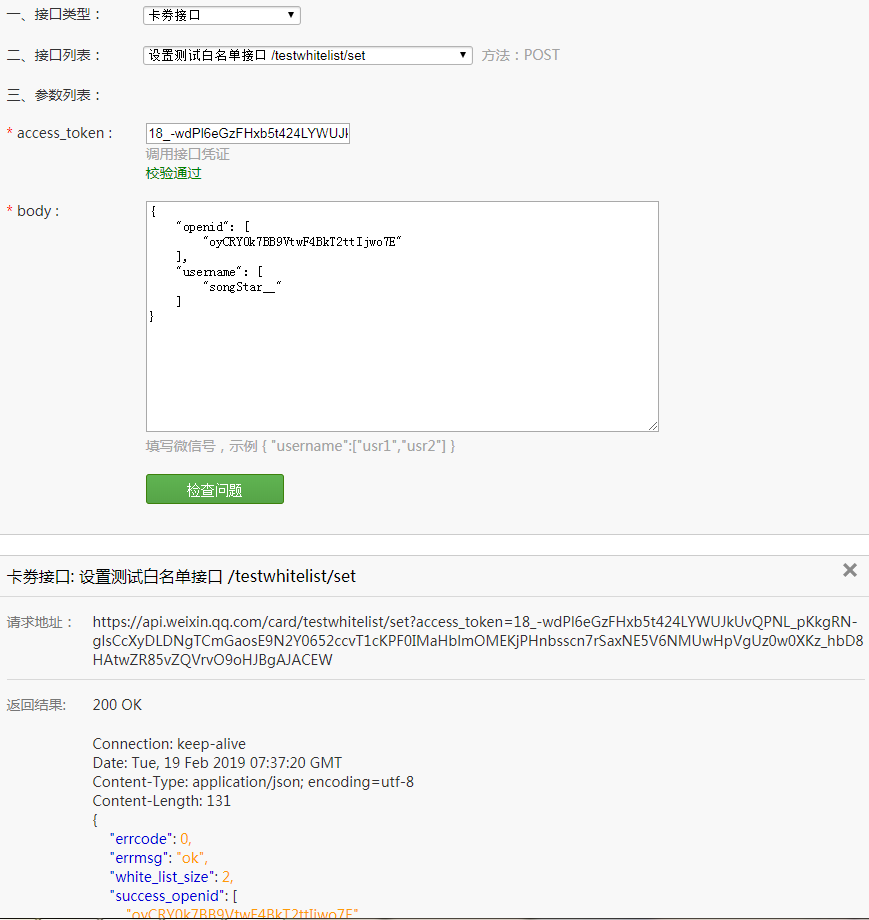 一、接口类型： 卡券接口
二、接口列表： 设置测试白名单接口 /testwhitelist/set 方法：POST
三、参数列表：
* access_token : 18_-wdPl6eGzFHxb5t424LYWUJk
调用接口凭证
校验通过
* body :
{
"openid": [
"oyCRY0k7BB9VtwF4BkT2ttIjwo7E"
],
"username": [
"songStar__"
]
}
填写微信号，示例 { "username":["usr1","usr2"] }
检查问题
卡券接口: 设置测试白名单接口 /testwhitelist/set
请求地址： https://api.weixin.qq.com/card/testwhitelist/set?access_token=18_-wdPl6eGzFHxb5t424LYWUJkUvQPNL_pKkgRN-
glsCcXyDLDNgTCmGaosE9N2Y0652ccvT1cKPF0IMaHblmOMEKjPHnbsscn7rSaxNE5V6NMUwHpVgUz0w0XKz_hbD8
HAtwZR85vZQVrvO9oHJBgAJACEW
返回结果: 200 OK
Connection: keep-alive
Date: Tue, 19 Feb 2019 07:37:20 GMT
Content-Type: application/json; encoding=utf-8
Content-Length: 131
{
"errcode": 0,
"errmsg": "ok",
"white_list_size": 2,
"success_openid": [
"oyCRY0k7BB9VtwF4BkT2ttIjwo7E"